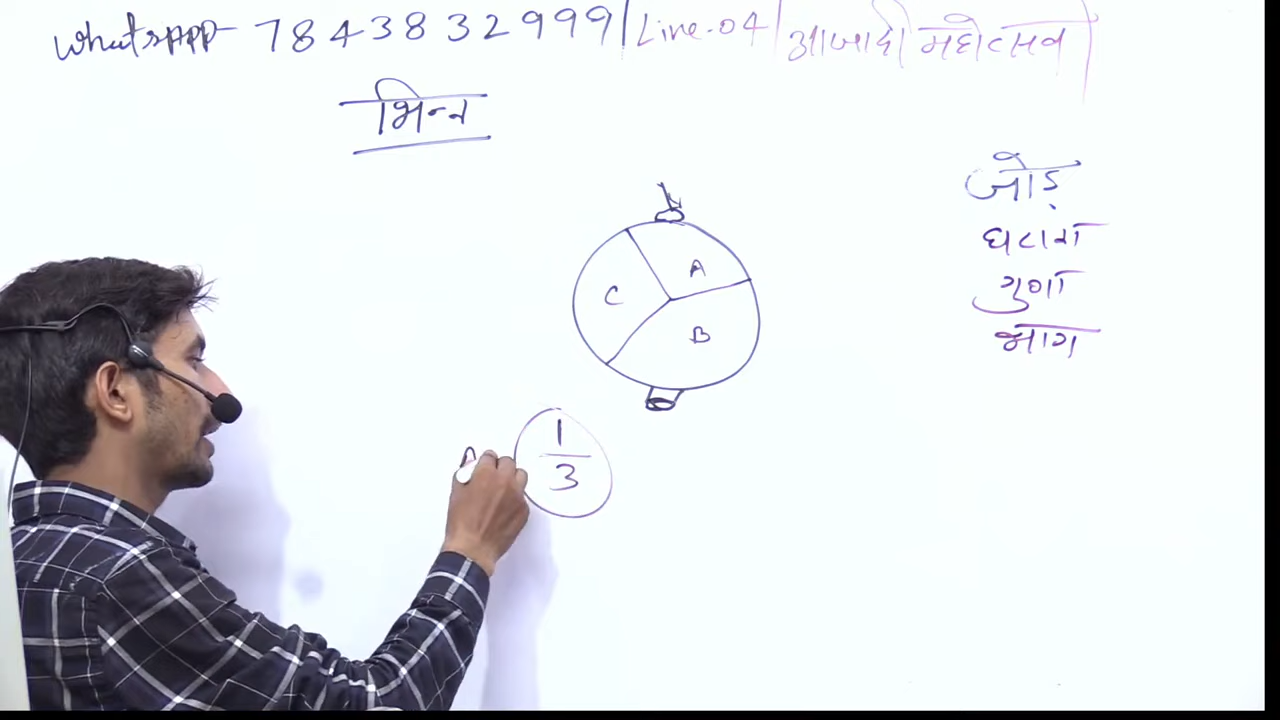 Whatsapp - 7843832999 | Line-04 | आजादी महोत्सव
भिन्न
जोड़
घटाना
गुणा
भाग
A
C
B
A
1
3